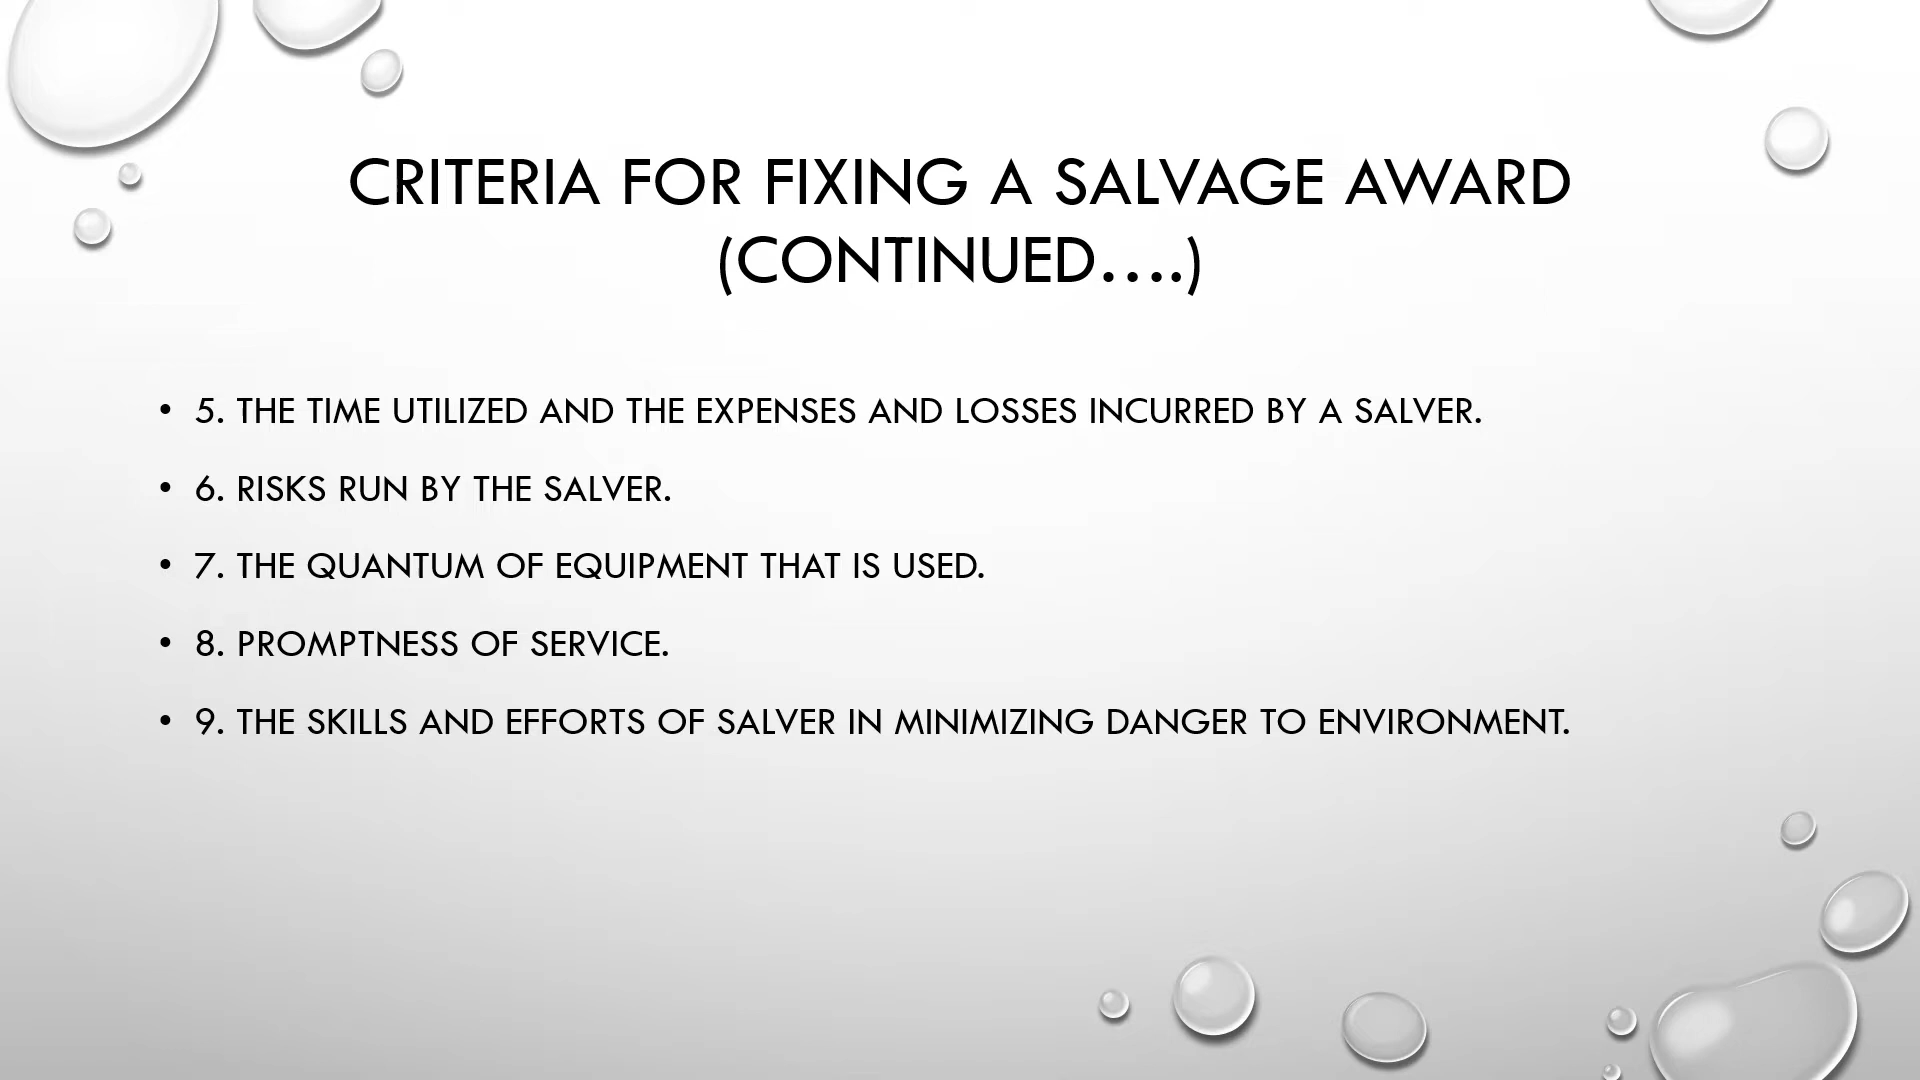 CRITERIA FOR FIXING A SALVAGE AWARD
(CONTINUED….)
• 5. THE TIME UTILIZED AND THE EXPENSES AND LOSSES INCURRED BY A SALVER.
• 6. RISKS RUN BY THE SALVER.
• 7. THE QUANTUM OF EQUIPMENT THAT IS USED.
• 8. PROMPTNESS OF SERVICE.
• 9. THE SKILLS AND EFFORTS OF SALVER IN MINIMIZING DANGER TO ENVIRONMENT.